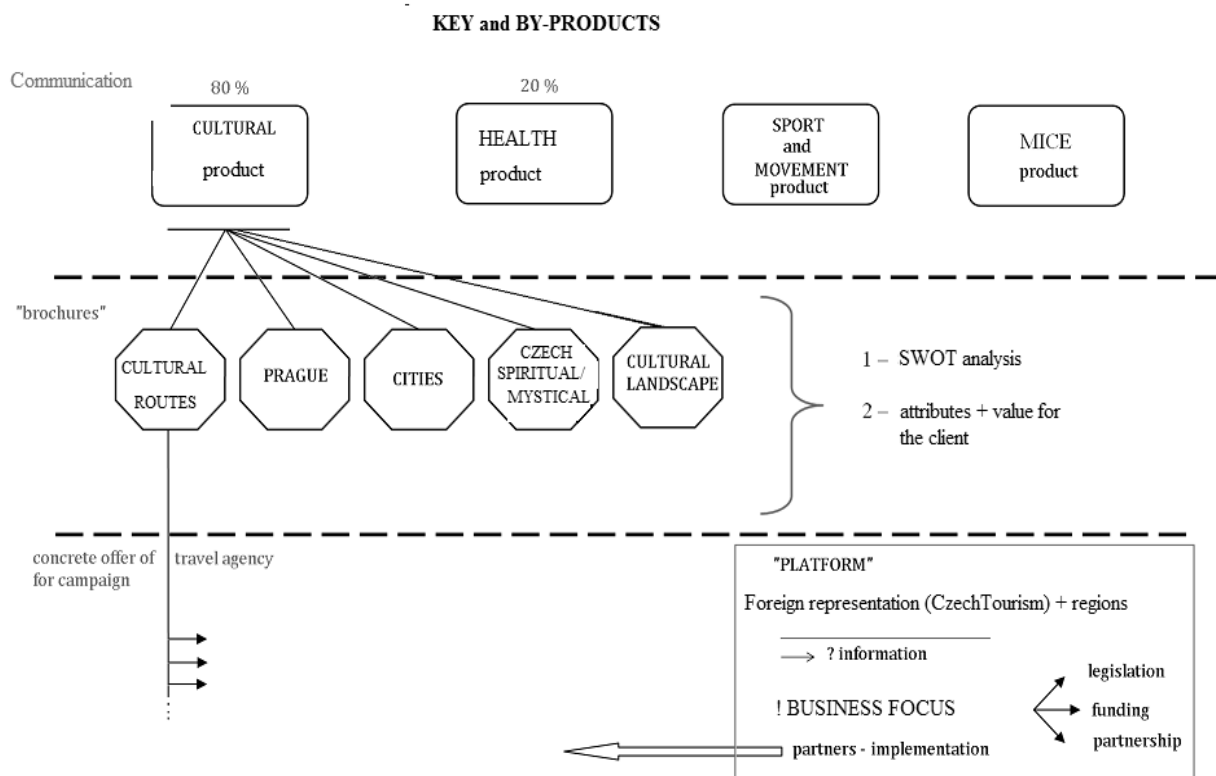 KEY and BY-PRODUCTS
Communication
80 %
20 %
CULTURAL
product
HEALTH
product
SPORT
and
MOVEMENT
product
MICE
product
"brochures"
CULTURAL
ROUTES
PRAGUE
CITIES
CZECH
SPIRITUAL/
MYSTICAL
CULTURAL
LANDSCAPE
1 – SWOT analysis
2 – attributes + value for
the client
concrete offer of
for campaign
travel agency
"PLATFORM"
Foreign representation (CzechTourism) + regions
? information
! BUSINESS FOCUS
legislation
funding
partnership
partners - implementation